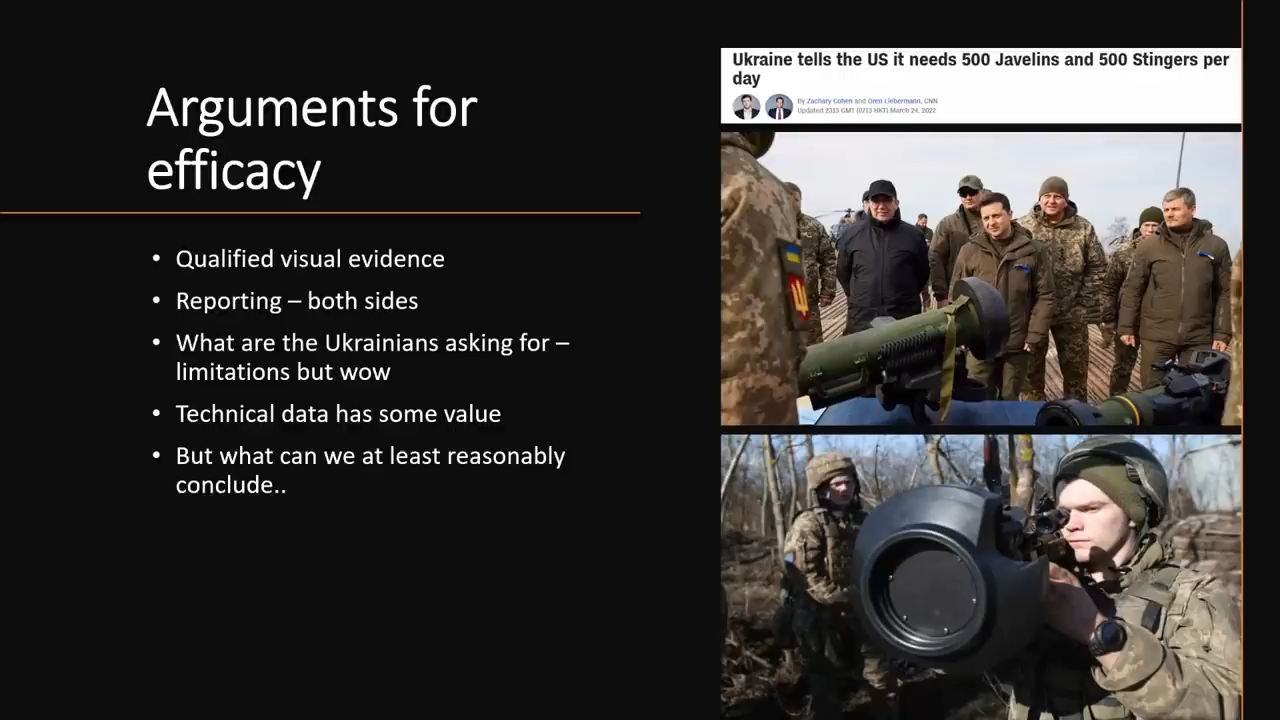 Arguments for
efficacy
• Qualified visual evidence
• Reporting – both sides
• What are the Ukrainians asking for –
limitations but wow
• Technical data has some value
• But what can we at least reasonably
conclude..
Ukraine tells the US it needs 500 Javelins and 500 Stingers per
day
By Zachary Cohen and Oren Liebermann, CNN
Updated 2313 GMT (0713 HKT) March 24, 2022